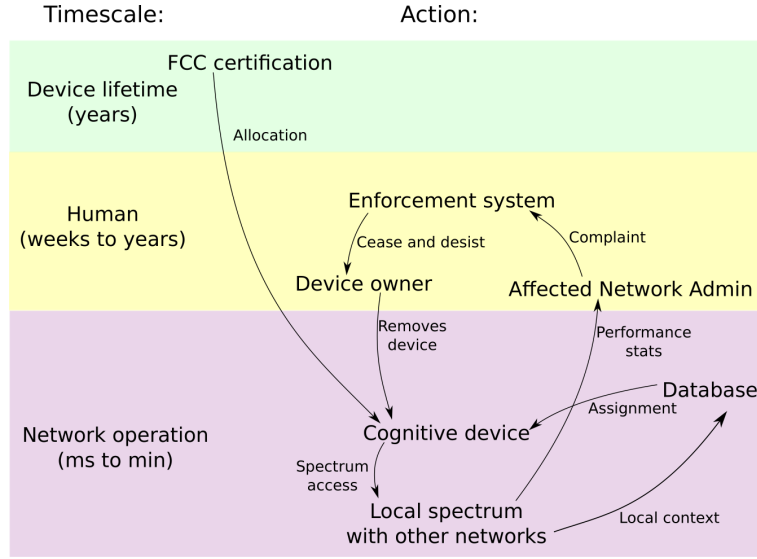 Timescale:
Action:
FCC certification
Device lifetime
(years)
Allocation
Enforcement system
Human
(weeks to years)
Complaint
Cease and desist
Device owner
Affected Network Admin
Removes
device
Performance
stats
Database
Assignment
Network operation
(ms to min)
Cognitive device
Spectrum
access
Local spectrum
with other networks
Local context